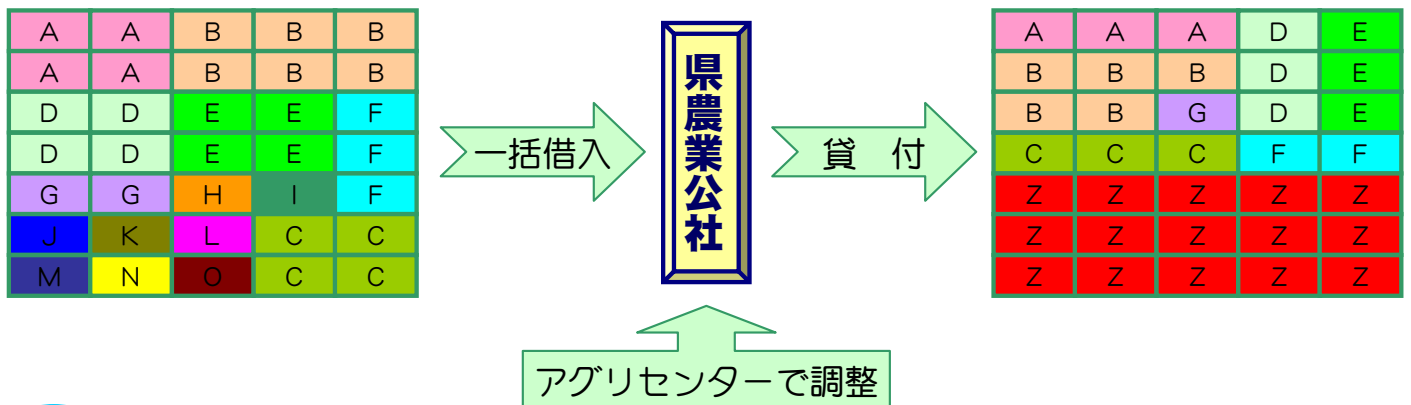 A A B B B
A A B B B
D D E E F
D D E E F
G G H I F
J K L C C
M N O C C
一括借入
県農業公社
貸 付
A A A D E
B B B D E
B B G D E
C C C F F
Z Z Z Z Z
Z Z Z Z Z
Z Z Z Z Z
アグリセンターで調整